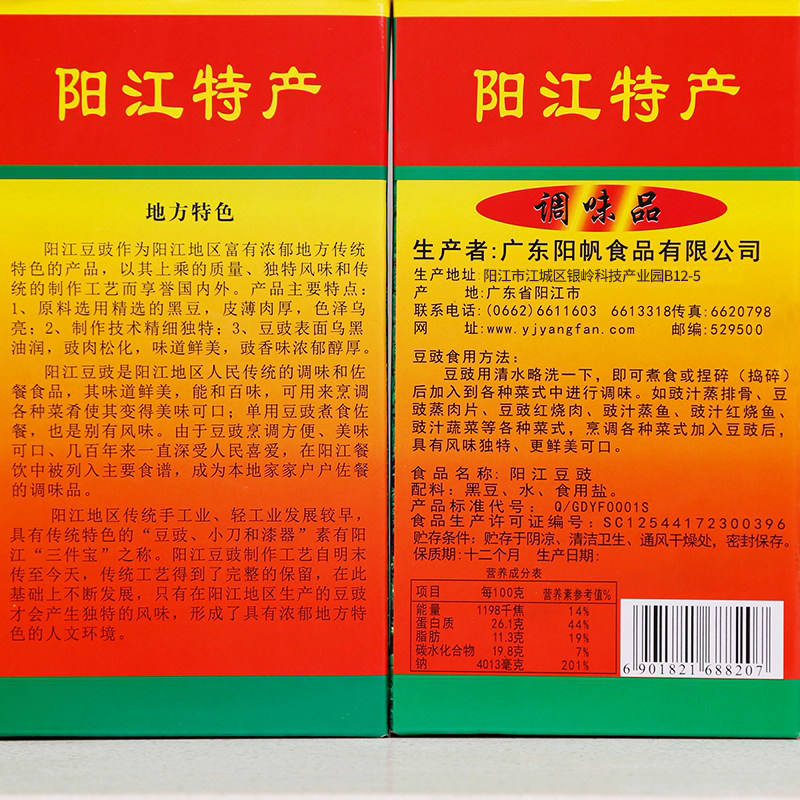 阳江特产
地方特色
阳江豆豉作为阳江地区富有浓郁地方传统
特色的产品，以其上乘的质量、独特风味和传
统的制作工艺而享誉国内外。产品主要特点：
1、原料选用精选的黑豆，皮薄肉厚，色泽乌
亮；2、制作技术精细独特；3、豆豉表面乌黑
油润，豉肉松化，味道鲜美，豉香味浓郁醇厚。
阳江豆豉是阳江地区人民传统的调味和佐
餐食品，其味道鲜美，能和百味，可用来烹调
各种菜肴使其变得美味可口；单用豆豉煮食佐
餐，也是别有风味。由于豆豉烹调方便、美味
可口、几百年来一直深受人民喜爱，在阳江餐
饮中被列入主要食谱，成为本地家家户户佐餐
的调味品。
阳江地区传统手工业、轻工业发展较早，
具有传统特色的“豆豉、小刀和漆器”素有阳
江“三件宝”之称。阳江豆豉制作工艺自明末
传至今天，传统工艺得到了完整的保留，在此
基础上不断发展，只有在阳江地区生产的豆豉
才会产生独特的风味，形成了具有浓郁地方特
色的人文环境。
阳江特产
调味品
生产者:广东阳帆食品有限公司
生产地址:阳江市江城区银岭科技产业园B12-5
产 地:广东省阳江市
联系电话:(0662)6611603 6613318传真:6620798
网 址:www.yjyangfan.com 邮编:529500
豆豉食用方法：
豆豉用清水略洗一下，即可煮食或捏碎（捣碎）
后加入到各种菜式中进行调味。如豉汁蒸排骨、豆
豉蒸肉片、豆豉红烧肉、豉汁蒸鱼、豉汁红烧鱼、
豉汁蔬菜等各种菜式，烹调各种菜式加入豆豉后，
具有风味独特、更鲜美可口。
食品名称: 阳江豆豉
配料: 黑豆、水、食用盐。
产品标准代号: Q/GDYF0001S
食品生产许可证编号: SC12544172300396
贮存条件: 贮存于阴凉、清洁卫生、通风干燥处，密封保存。
保质期:十二个月 生产日期:
营养成分表
项目 每100克 营养素参考值%
能量 1198千焦 14%
蛋白质 26.1克 44%
脂肪 11.3克 19%
碳水化合物 19.8克 7%
钠 4013毫克 201%
6 901821 688207